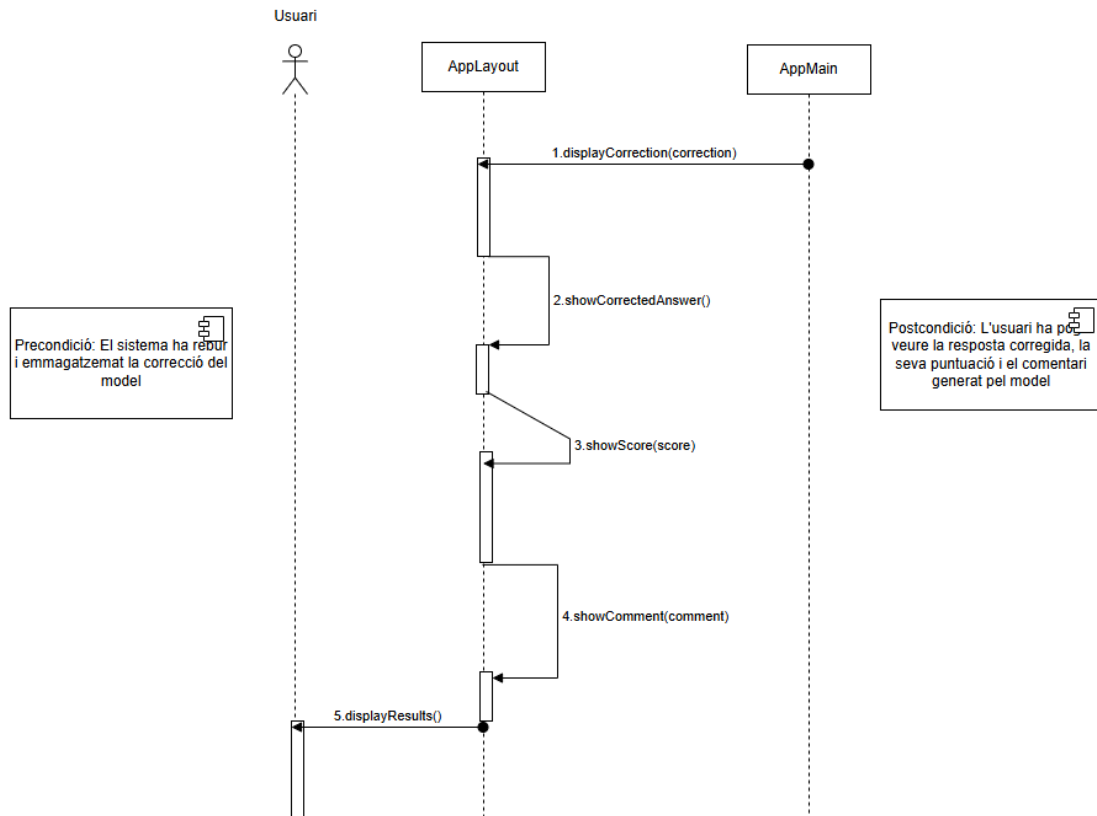 Usuari
AppLayout
AppMain
1.displayCorrection(correction)
2.showCorrectedAnswer()
Precondició: El sistema ha rebut
i emmagatzemat la correcció del
model
Postcondició: L'usuari ha
veure la resposta corregida, la
seva puntuació i el comentari
generat pel model
3.showScore(score)
4.showComment(comment)
5.displayResults()